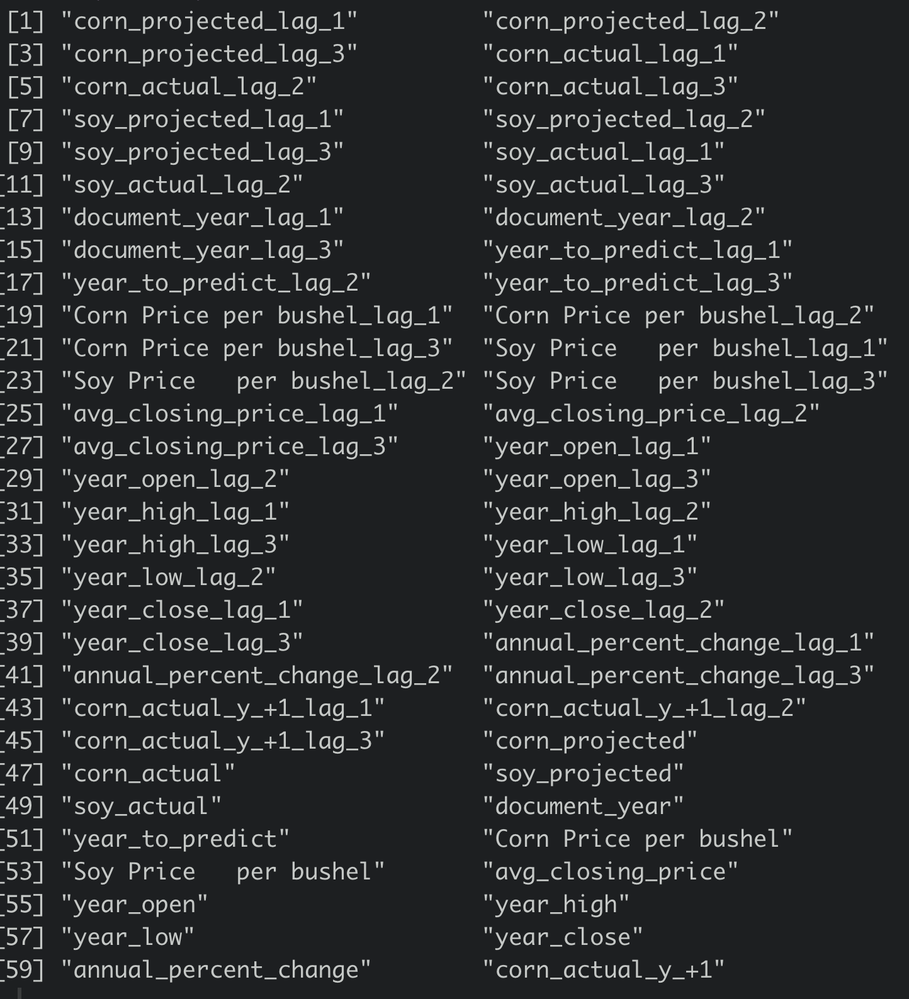 [1] "corn_projected_lag_1"         "corn_projected_lag_2"
[3] "corn_projected_lag_3"         "corn_actual_lag_1"
[5] "corn_actual_lag_2"            "corn_actual_lag_3"
[7] "soy_projected_lag_1"          "soy_projected_lag_2"
[9] "soy_projected_lag_3"          "soy_actual_lag_1"
[11] "soy_actual_lag_2"             "soy_actual_lag_3"
[13] "document_year_lag_1"          "document_year_lag_2"
[15] "document_year_lag_3"          "year_to_predict_lag_1"
[17] "year_to_predict_lag_2"        "year_to_predict_lag_3"
[19] "Corn Price per bushel_lag_1"  "Corn Price per bushel_lag_2"
[21] "Corn Price per bushel_lag_3"  "Soy Price   per bushel_lag_1"
[23] "Soy Price   per bushel_lag_2" "Soy Price   per bushel_lag_3"
[25] "avg_closing_price_lag_1"      "avg_closing_price_lag_2"
[27] "avg_closing_price_lag_3"      "year_open_lag_1"
[29] "year_open_lag_2"              "year_open_lag_3"
[31] "year_high_lag_1"              "year_high_lag_2"
[33] "year_high_lag_3"              "year_low_lag_1"
[35] "year_low_lag_2"               "year_low_lag_3"
[37] "year_close_lag_1"             "year_close_lag_2"
[39] "year_close_lag_3"             "annual_percent_change_lag_1"
[41] "annual_percent_change_lag_2"  "annual_percent_change_lag_3"
[43] "corn_actual_y_+1_lag_1"       "corn_actual_y_+1_lag_2"
[45] "corn_actual_y_+1_lag_3"       "corn_projected"
[47] "corn_actual"                  "soy_projected"
[49] "soy_actual"                   "document_year"
[51] "year_to_predict"              "Corn Price per bushel"
[53] "Soy Price   per bushel"       "avg_closing_price"
[55] "year_open"                    "year_high"
[57] "year_low"                     "year_close"
[59] "annual_percent_change"        "corn_actual_y_+1"